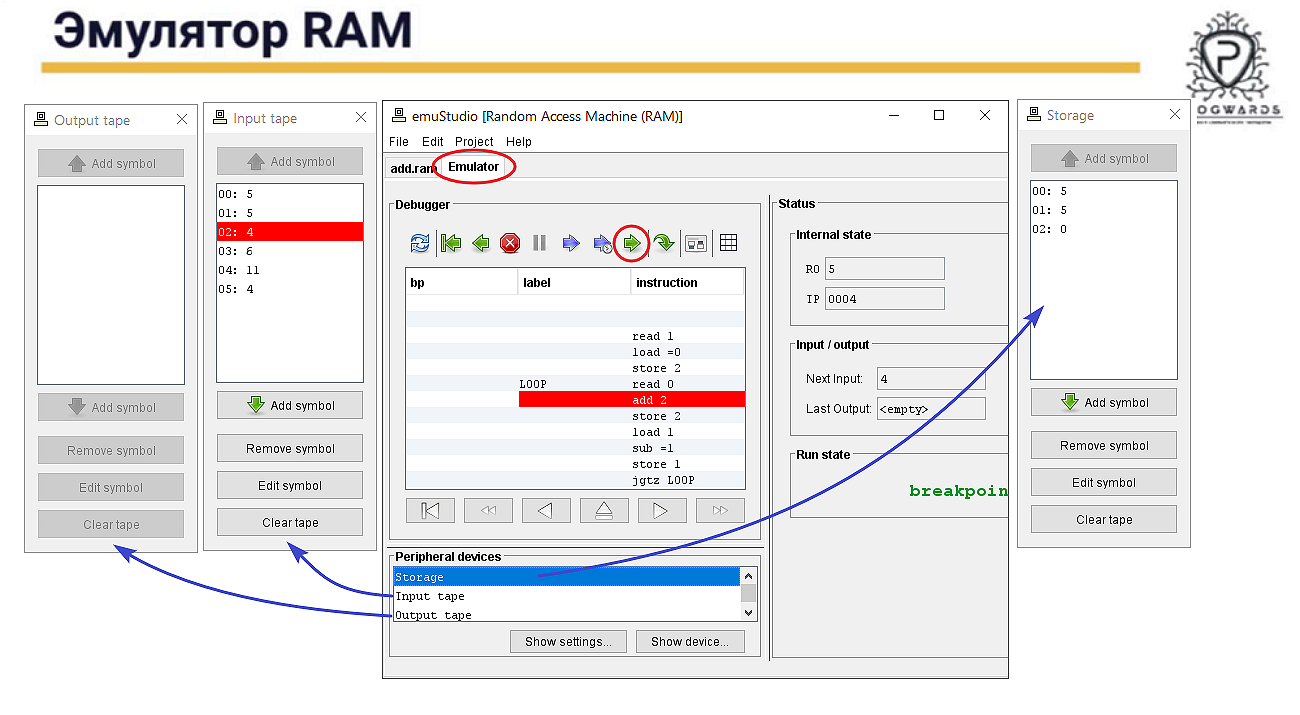 Эмулятор RAM
OGWARDS
Output tape
Add symbol
Add symbol
Remove symbol
Edit symbol
Clear tape
Input tape
Add symbol
00: 5
01: 5
02: 4
03: 6
04: 11
05: 4
Add symbol
Remove symbol
Edit symbol
Clear tape
emuStudio [Random Access Machine (RAM)]
File Edit Project Help
add.ram Emulator
Debugger
bp label instruction
read 1
load =0
store 2
LOOP read 0
add 2
store 2
load 1
sub =1
store 1
jgtz LOOP
Peripheral devices
Storage
Input tape
Output tape
Show settings... Show device...
Status
Internal state
R0 5
IP 0004
Input / output
Next Input: 4
Last Output: <empty>
Run state
breakpoin
Storage
Add symbol
00: 5
01: 5
02: 0
Add symbol
Remove symbol
Edit symbol
Clear tape